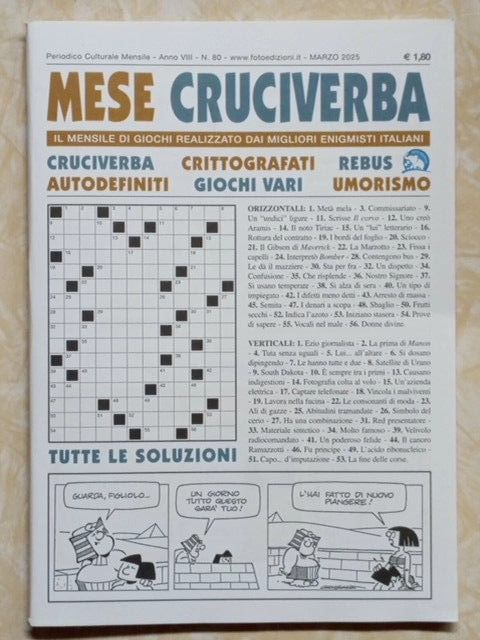 Periodico Culturale Mensile - Anno VIII - N. 80 - www.fotoedizioni.it - MARZO 2025 € 1,80
MESE CRUCIVERBA
IL MENSILE DI GIOCHI REALIZZATO DAI MIGLIORI ENIGMISTI ITALIANI
CRUCIVERBA CRITTOGRAFATI REBUS
AUTODEFINITI GIOCHI VARI UMORISMO
ORIZZONTALI: 1. Metà mela - 3. Commissariato - 9.
Un "undici" ligure - 11. Scrisse Il corvo - 12. Uno creò
Aramis - 14. Il noto Tiriac - 15. Un "lui" letterario - 16.
Rottura del contratto - 19. I bordi del foglio - 20. Sciocco -
21. Il Gibson di Maverick - 22. La Marzotto - 23. Fissa i
capelli - 24. Interpretò Bomber - 28. Contengono bus - 29.
Le dà il mazziere - 30. Sta per fra - 32. Un dispetto - 34.
Confusione - 35. Che risplende - 36. Nostro Signore - 37.
Si usano temperate - 38. Si alza di sera - 40. Un tipo di
impiegato - 42. I difetti meno detti - 43. Arresto di massa -
45. Semita - 47. I denari a scopa - 48. Sbaglio - 50. Frutti
secchi - 52. Indica l'azoto - 53. Iniziano stasera - 54. Prove
di sapere - 55. Vocali nel male - 56. Donne divine
VERTICALI: 1. Ezio giornalista - 2. La prima di Manon
- 4. Tuta senza uguali - 5. Lui... all'altare - 6. Si dosano
dipingendo - 7. Le hanno tutte e due - 8. Satellite di Urano
- 9. South Dakota - 10. È sempre tra i primi - 13. Causano
indigestioni - 14. Fotografia colta al volo - 15. Un'azienda
elettrica - 17. Captare telefonate - 18. Vincola i malviventi
- 19. Lavora nella fucina - 22. Le consonanti di moda - 23.
Ali di gazze - 25. Abitudini tramandate - 26. Simbolo del
cerio - 27. Ha una combinazione - 31. Red presentatore -
33. Materiale sintetico - 34. Molto famoso - 39. Velivolo
radiocomandato - 41. Un poderoso felide - 44. Il cancro
Ramazzotti - 46. Fu principe - 49. L'acido ribonucleico -
51. Capo... d'imputazione - 53. La fine delle corse.
TUTTE LE SOLUZIONI
GUARDA, FIGLIOLO...
UN GIORNO
TUTTO QUESTO
SARA' TUO!
L'HAI FATTO DI NUOVO
PIANGERE!